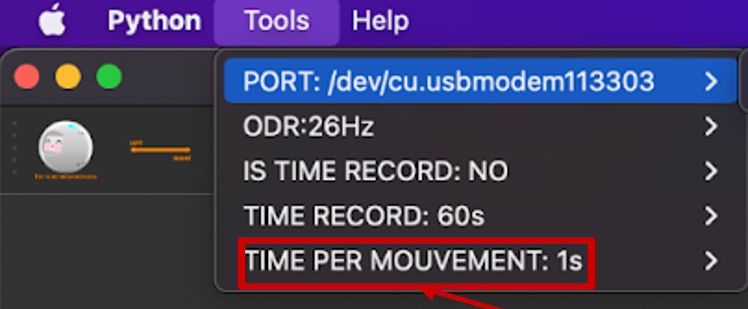 Python Tools Help
PORT: /dev/cu.usbmodem113303
ODR:26Hz
IS TIME RECORD: NO
TIME RECORD: 60s
TIME PER MOUVEMENT: 1s